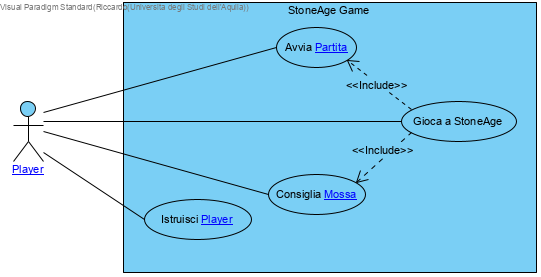 Visual Paradigm Standard(Riccardo(Università degli Studi dell'Aquila))
StoneAge Game
Avvia Partita
<<Include>>
Gioca a StoneAge
<<Include>>
Player
Consiglia Mossa
Istruisci Player